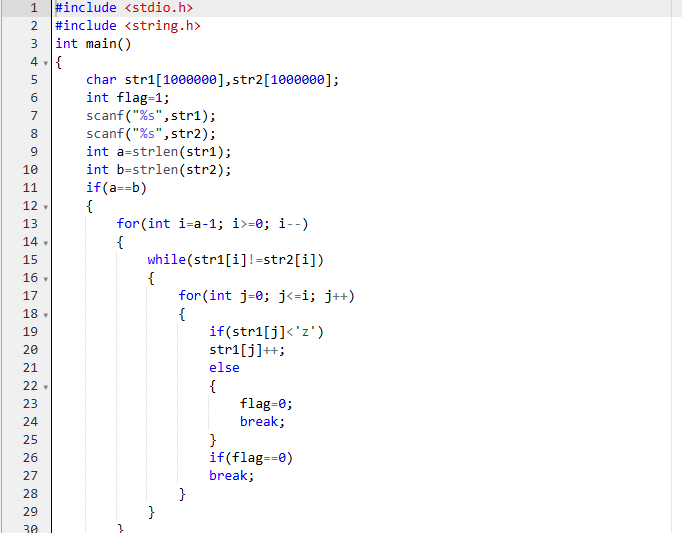 1 #include <stdio.h>
2 #include <string.h>
3 int main()
4 {
5 char str1[1000000],str2[1000000];
6 int flag=1;
7 scanf("%s",str1);
8 scanf("%s",str2);
9 int a=strlen(str1);
10 int b=strlen(str2);
11 if(a==b)
12 {
13 for(int i=a-1; i>=0; i--)
14 {
15 while(str1[i]!=str2[i])
16 {
17 for(int j=0; j<=i; j++)
18 {
19 if(str1[j]<'z')
20 str1[j]++;
21 else
22 {
23 flag=0;
24 break;
25 }
26 if(flag==0)
27 break;
28 }
29 }
30 }